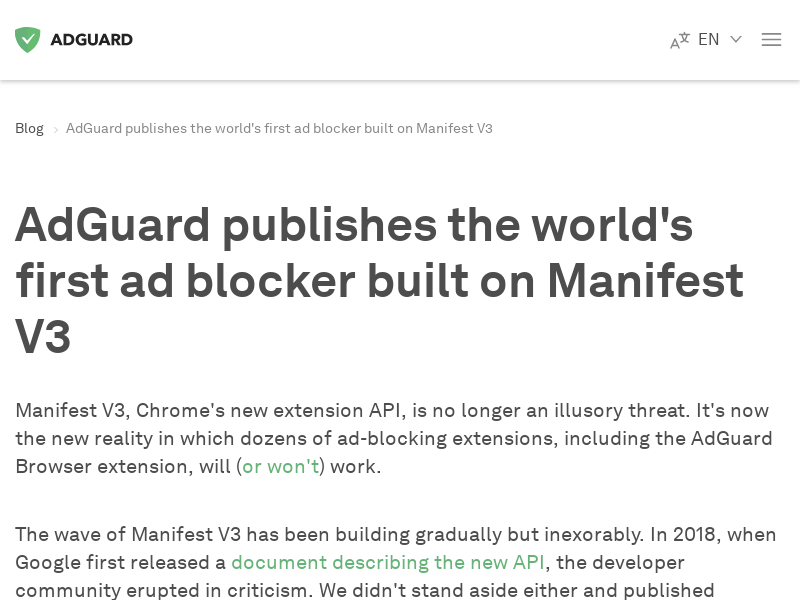 ADGUARD
EN
Blog > AdGuard publishes the world's first ad blocker built on Manifest V3
AdGuard publishes the world's
first ad blocker built on Manifest
V3
Manifest V3, Chrome's new extension API, is no longer an illusory threat. It's now
the new reality in which dozens of ad-blocking extensions, including the AdGuard
Browser extension, will (or won't) work.
The wave of Manifest V3 has been building gradually but inexorably. In 2018, when
Google first released a document describing the new API, the developer
community erupted in criticism. We didn't stand aside either and published